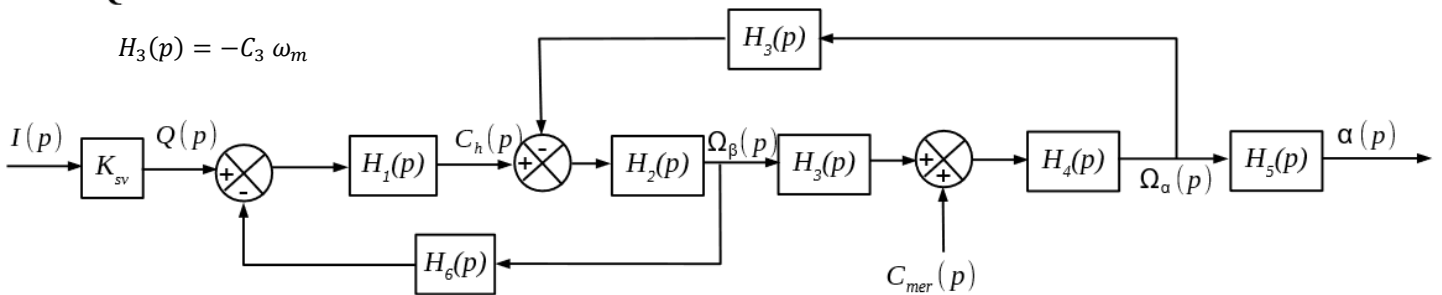 H₃(p) = −C₃ ω_m
H₃(p)
I(p)
K_sv
Q(p)
+
-
H₁(p)
C_h(p)
+
-
H₂(p)
Ω_β(p)
H₃(p)
+
+
H₄(p)
Ω_α(p)
H₅(p)
α(p)
H₆(p)
C_mer(p)